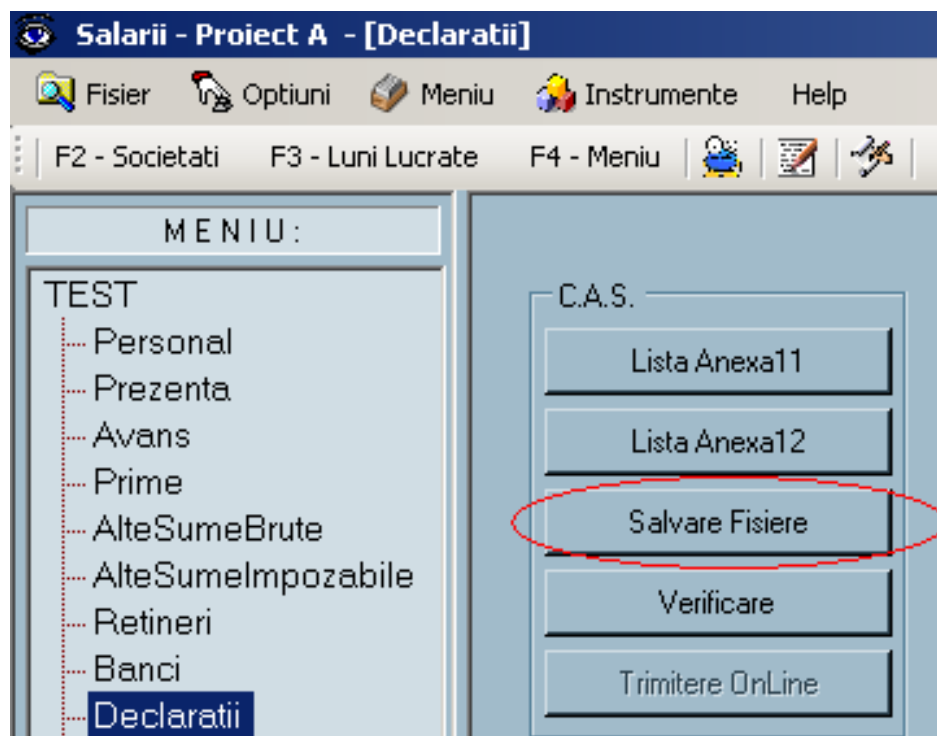 Salarii - Proiect A - [Declaratii]
Fisier Optiuni Meniu Instrumente Help
F2 - Societati F3 - Luni Lucrate F4 - Meniu
M E N I U :
TEST
Personal
Prezenta
Avans
Prime
AlteSumeBrute
AlteSumeImpozabile
Retineri
Banci
Declaratii
C.A.S.
Lista Anexa11
Lista Anexa12
Salvare Fisiere
Verificare
Trimitere OnLine